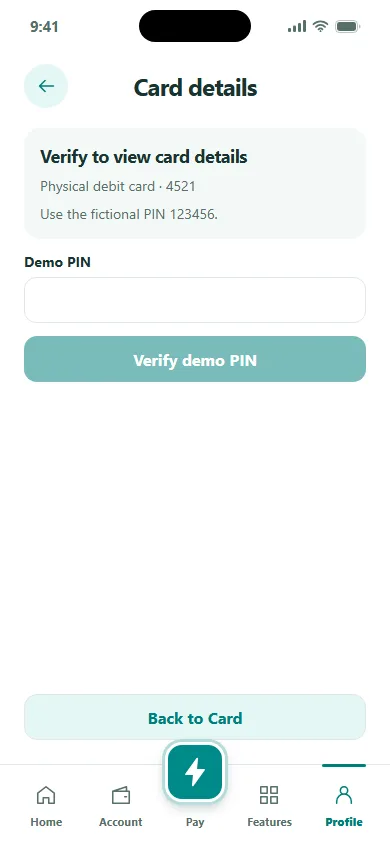 9:41
Card details
Verify to view card details
Physical debit card · 4521
Use the fictional PIN 123456.
Demo PIN
Verify demo PIN
Back to Card
Home Account Pay Features Profile